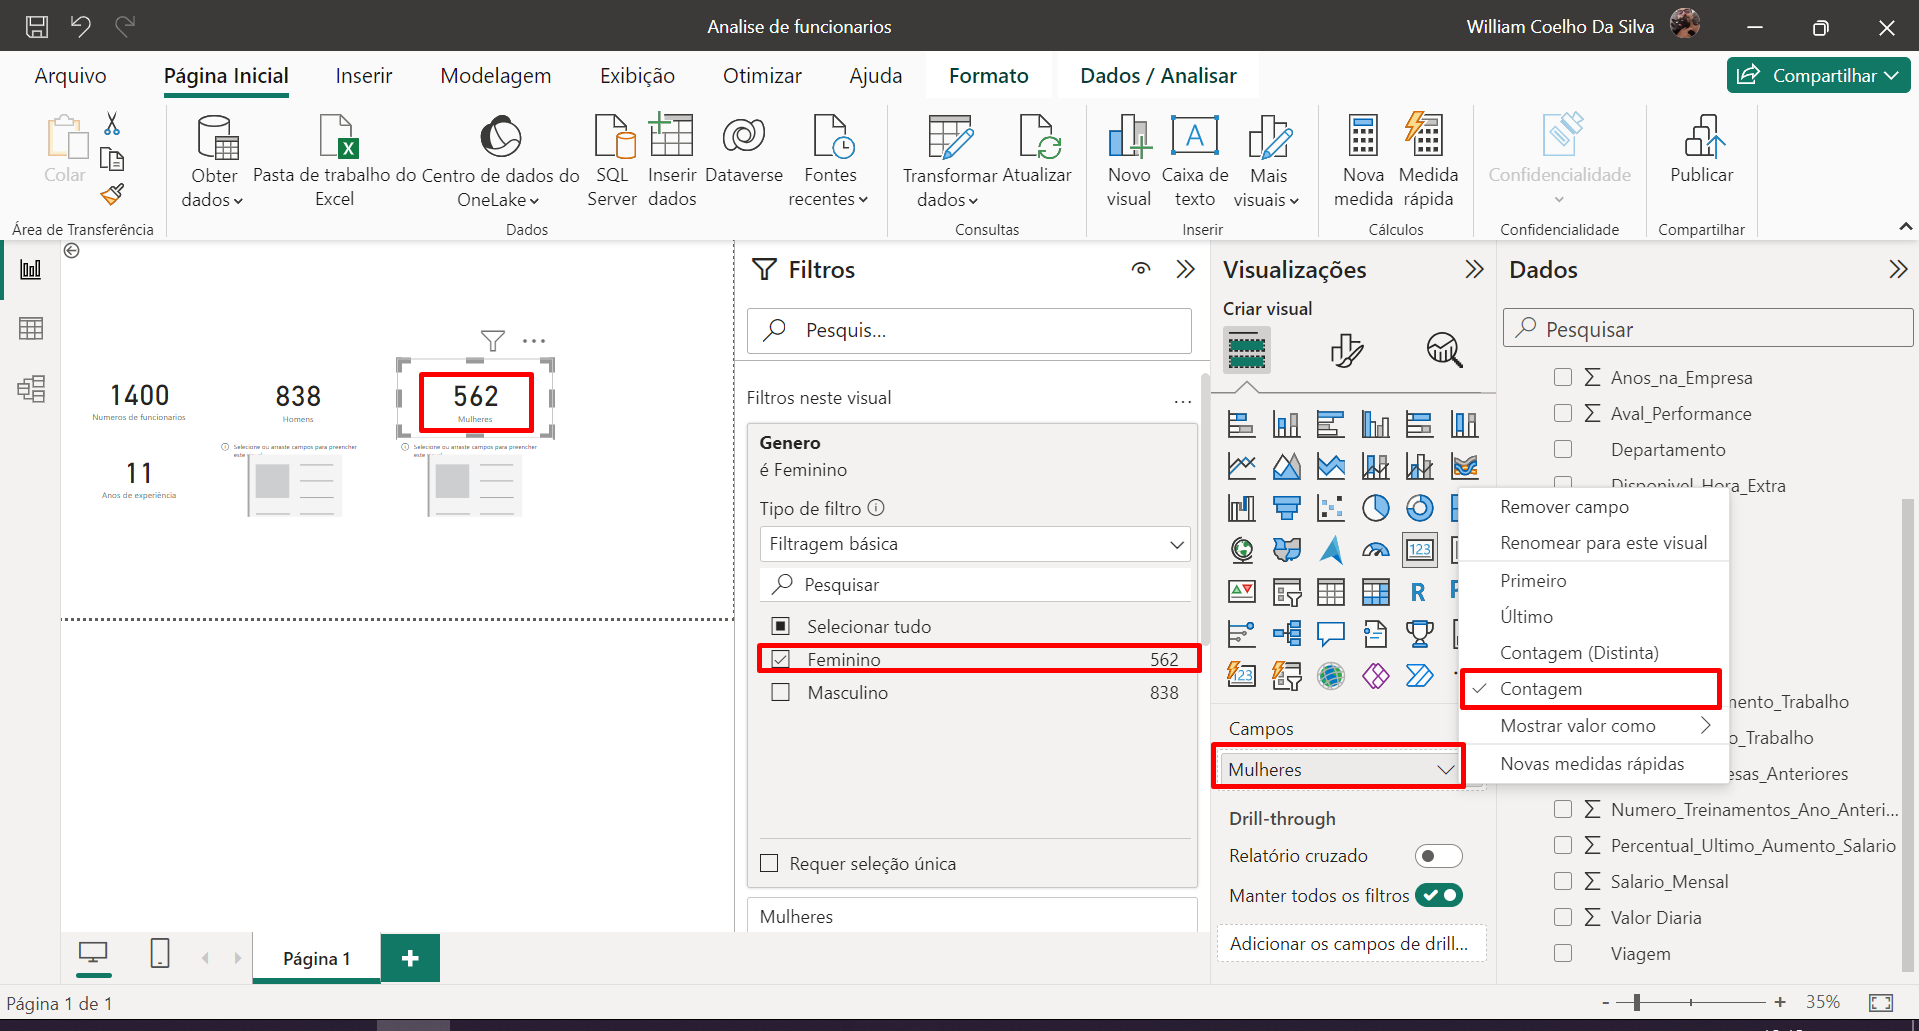 Analise de funcionarios
William Coelho Da Silva
Arquivo
Página Inicial
Inserir
Modelagem
Exibição
Otimizar
Ajuda
Formato
Dados / Analisar
Compartilhar
Colar
Área de Transferência
Obter
dados
Pasta de trabalho do
Excel
Centro de dados do
OneLake
SQL
Server
Inserir
dados
Dataverse
Fontes
recentes
Dados
Transformar
dados
Atualizar
Consultas
Novo
visual
Caixa de
texto
Mais
visuais
Inserir
Nova
medida
Medida
rápida
Cálculos
Confidencialidade
Confidencialidade
Publicar
Compartilhar
1400
Numeros de funcionarios
838
Homens
562
Mulheres
11
Anos de experiência
Selecione ou arraste campos para preencher
este
Selecione ou arraste campos para preencher
este
Filtros
Pesquis...
Filtros neste visual
...
Genero
é Feminino
Tipo de filtro
Filtragem básica
Pesquisar
Selecionar tudo
Feminino 562
Masculino 838
Requer seleção única
Mulheres
Visualizações
Criar visual
123
R
123
Campos
Mulheres
Drill-through
Relatório cruzado
Manter todos os filtros
Adicionar os campos de drill...
Remover campo
Renomear para este visual
Primeiro
Último
Contagem (Distinta)
Contagem
Mostrar valor como
Novas medidas rápidas
Dados
Pesquisar
Anos_na_Empresa
Aval_Performance
Departamento
Disponivel_Hora_Extra
mento_Trabalho
o_Trabalho
esas_Anteriores
Numero_Treinamentos_Ano_Anteri...
Percentual_Ultimo_Aumento_Salario
Salario_Mensal
Valor Diaria
Viagem
Página 1
+
Página 1 de 1
- + 35%